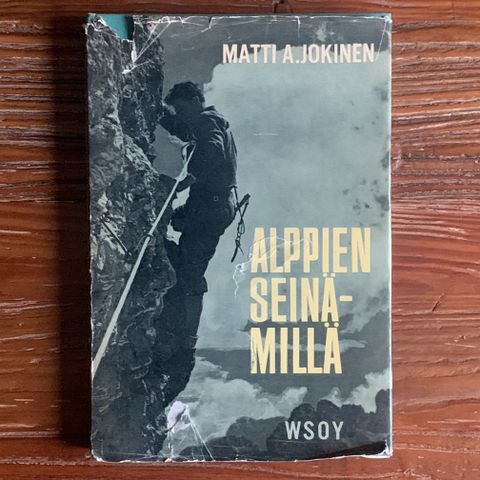 MATTI A. JOKINEN
ALPPIEN
SEINÄ-
MILLÄ
WSOY